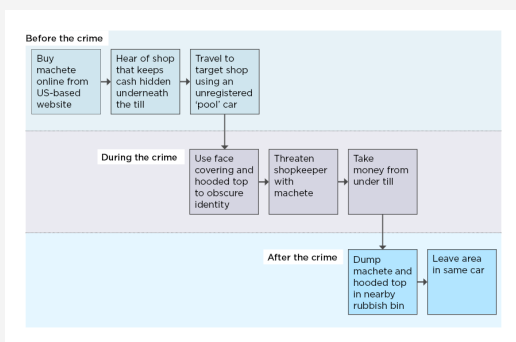 Before the crime
Buy
machete
online from
US-based
website
Hear of shop
that keeps
cash hidden
underneath
the till
Travel to
target shop
using an
unregistered
‘pool’ car
During the crime
Use face
covering and
hooded top
to obscure
identity
Threaten
shopkeeper
with
machete
Take
money from
under till
After the crime
Dump
machete and
hooded top
in nearby
rubbish bin
Leave area
in same car